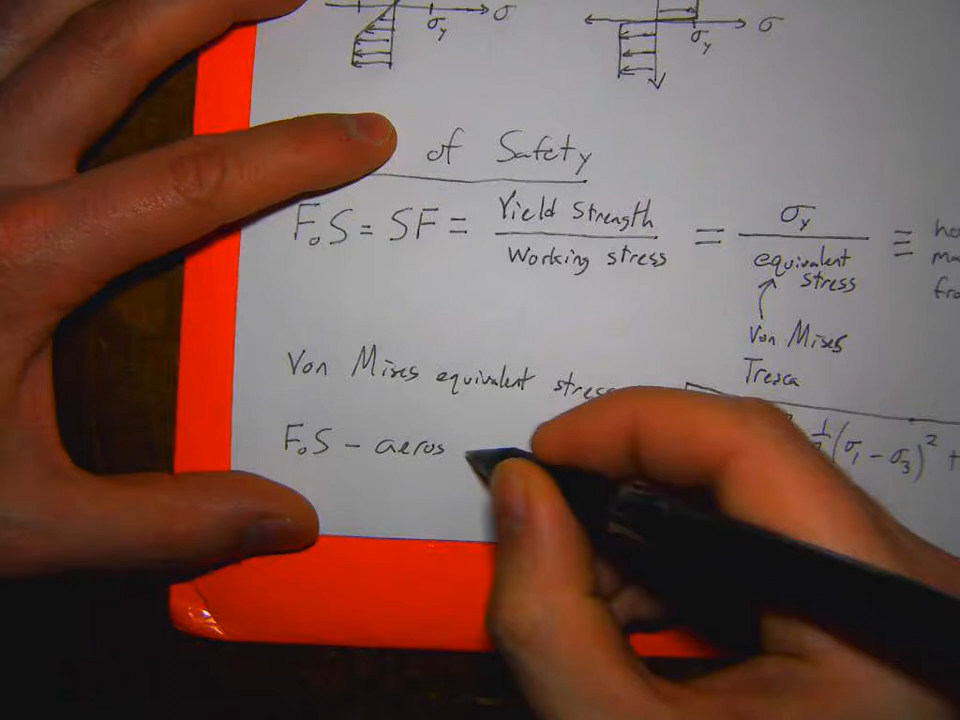 σ
σy
σ
σy
of Safety
FoS = SF = Yield Strength / Working stress = σy / equivalent stress ≡
Von Mises
Tresca
Von Mises equivalent stress
(σ1 - σ3)² +
FoS - aeros